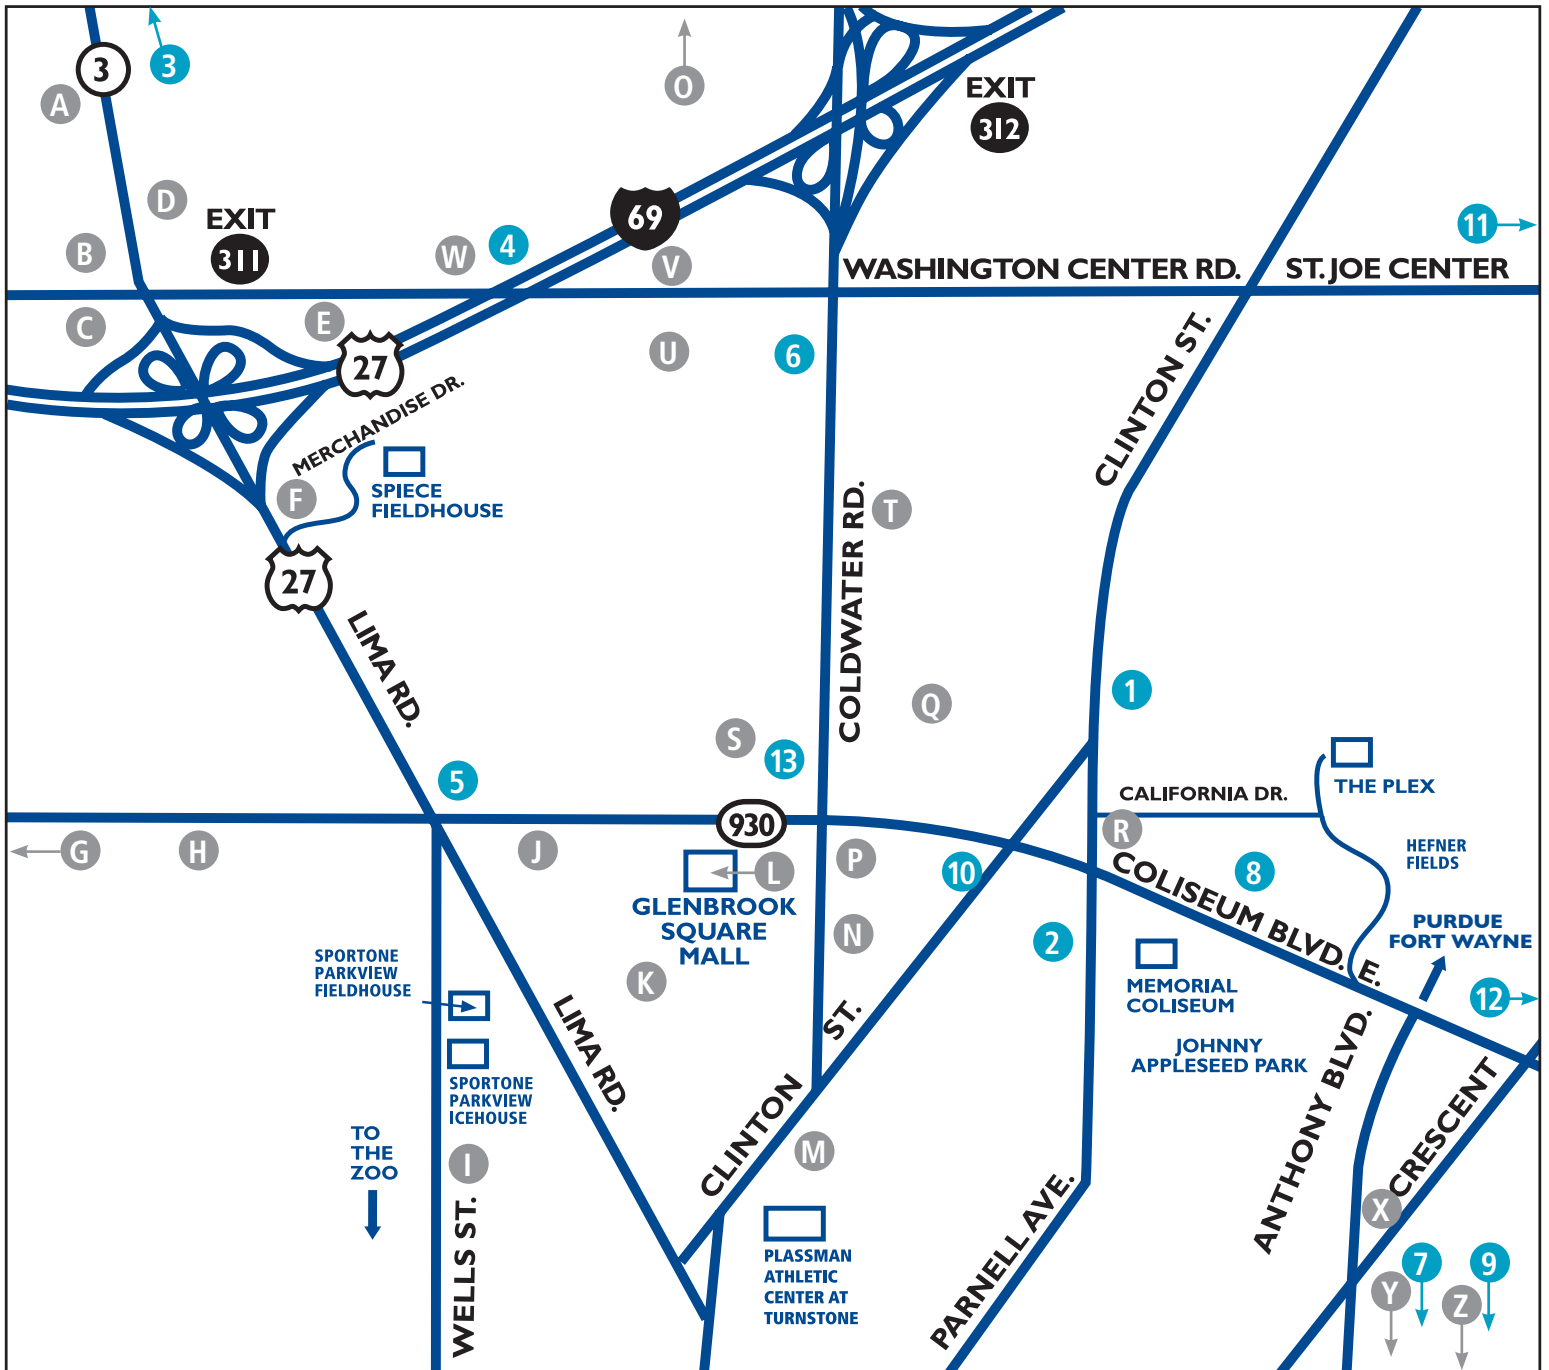 3
3
A
O
EXIT
312
D
EXIT
311
B
W
4
69
V
11
WASHINGTON CENTER RD.
ST. JOE CENTER
C
E
27
U
6
MERCHANDISE DR.
CLINTON ST.
F
SPIECE
FIELDHOUSE
T
27
LIMA RD.
COLDWATER RD.
1
Q
S
13
5
THE PLEX
CALIFORNIA DR.
930
R
G
H
J
L
P
10
8
HEFNER
FIELDS
COLISEUM BLVD. E.
GLENBROOK
SQUARE
MALL
N
2
PURDUE
FORT WAYNE
SPORTONE
PARKVIEW
FIELDHOUSE
K
MEMORIAL
COLISEUM
12
LIMA RD.
CLINTON ST.
JOHNNY
APPLESEED PARK
ANTHONY BLVD.
CRESCENT
SPORTONE
PARKVIEW
ICEHOUSE
TO
THE
ZOO
I
M
WELLS ST.
PLASSMAN
ATHLETIC
CENTER AT
TURNSTONE
PARNELL AVE.
X
7
9
Y
Z